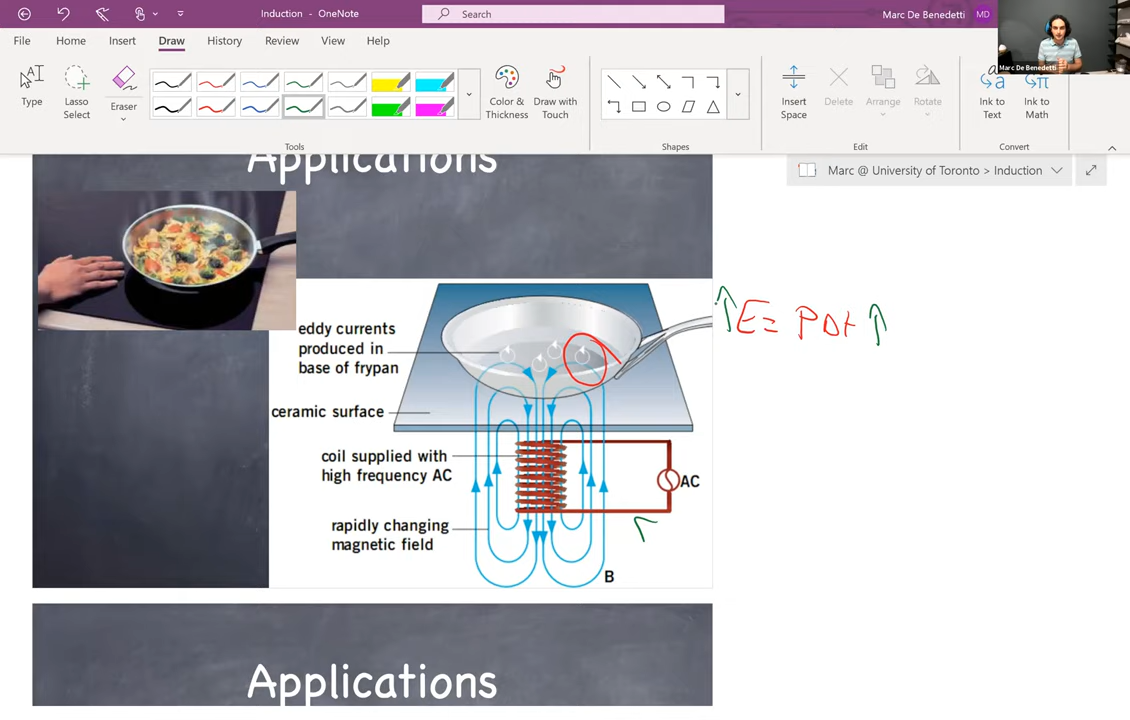 Induction - OneNote
Search
Marc De Benedetti
MD
File
Home
Insert
Draw
History
Review
View
Help
Marc De Benedetti
Type
Lasso
Select
Eraser
Color &
Thickness
Draw with
Touch
Insert
Space
Delete
Arrange
Rotate
Ink to
Text
Ink to
Math
Tools
Shapes
Edit
Convert
Marc @ University of Toronto > Induction
Applications
eddy currents
produced in
base of frypan
ceramic surface
coil supplied with
high frequency AC
AC
rapidly changing
magnetic field
B
↑E = PΔt↑
Applications